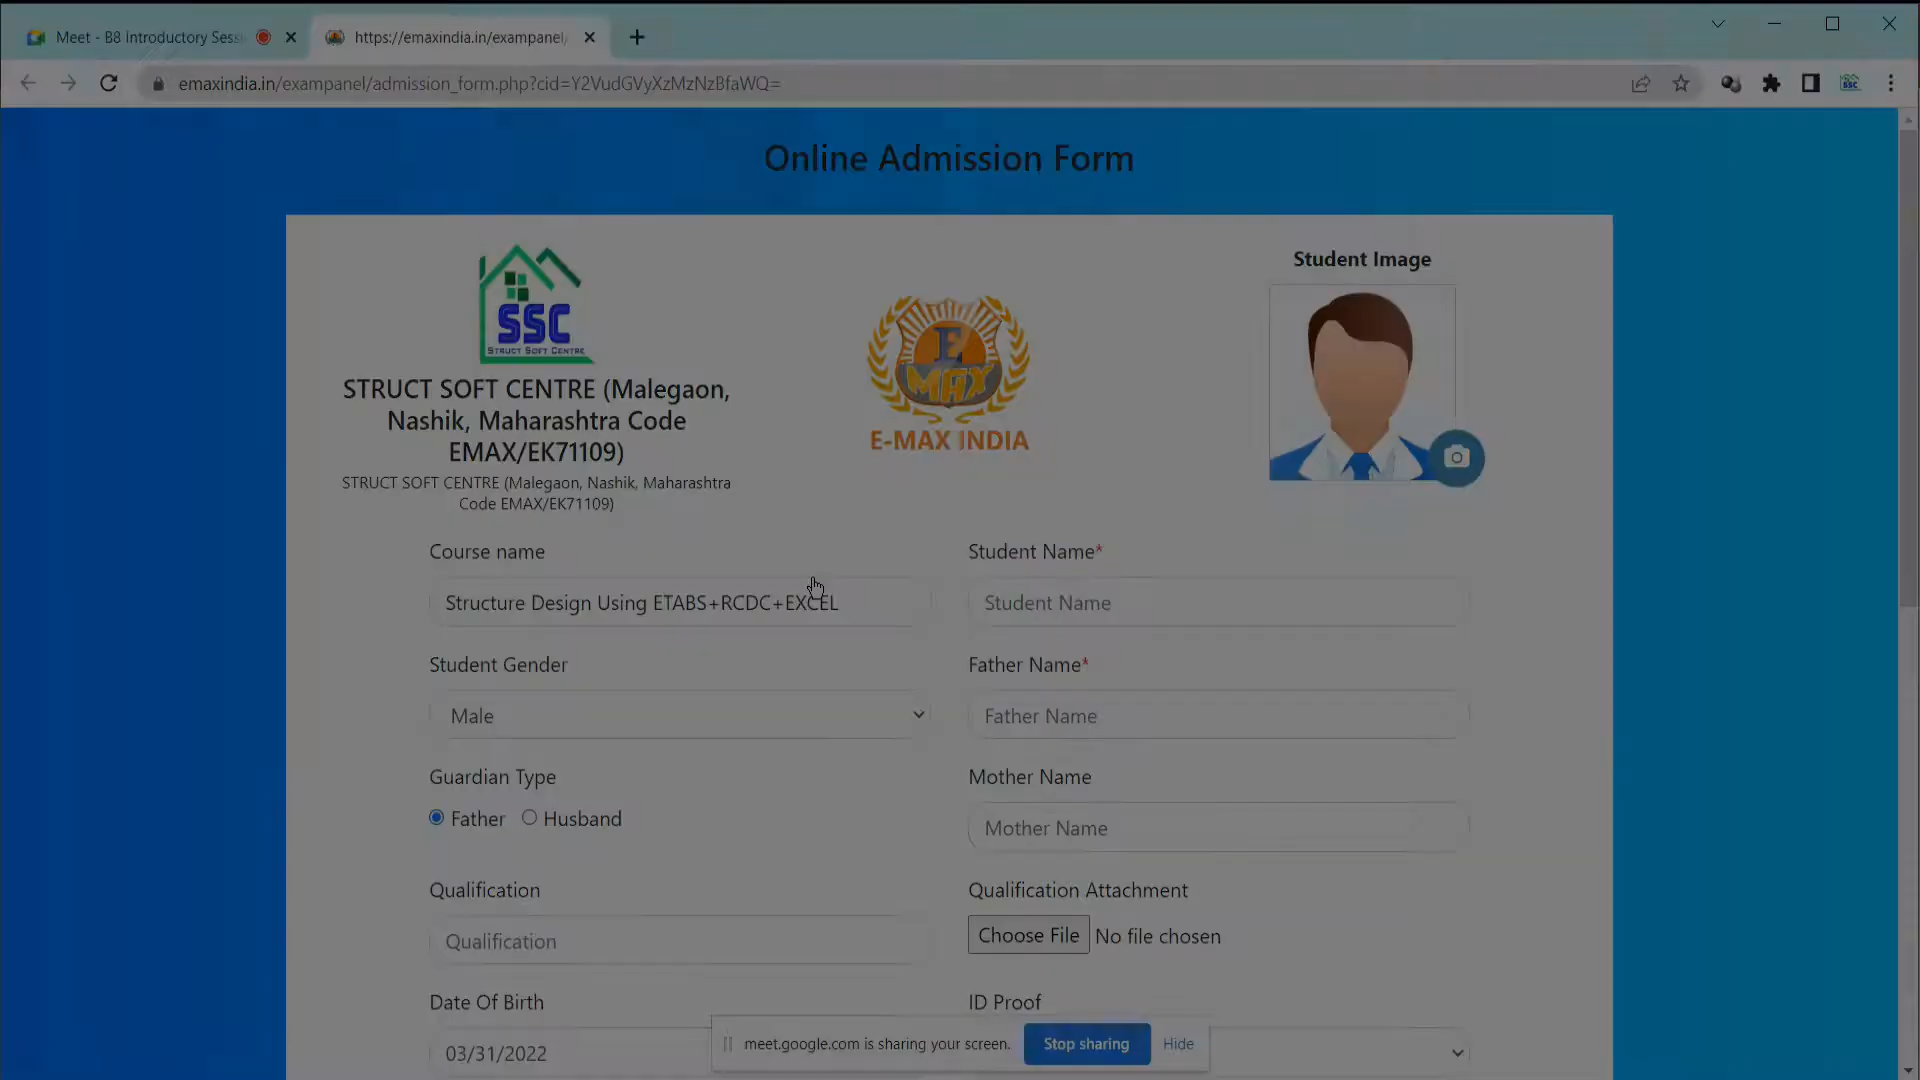 Meet - B8 Introductory Sess
https://emaxindia.in/exampanel/
emaxindia.in/exampanel/admission_form.php?cid=Y2VudGVyXzMzNzBfaWQ=
SSC
Online Admission Form
SSC
STRUCT SOFT CENTRE
STRUCT SOFT CENTRE (Malegaon,
Nashik, Maharashtra Code
EMAX/EK71109)
STRUCT SOFT CENTRE (Malegaon, Nashik, Maharashtra
Code EMAX/EK71109)
E
MAX
E-MAX INDIA
Student Image
Course name
Structure Design Using ETABS+RCDC+EXCEL
Student Name*
Student Name
Student Gender
Male
Father Name*
Father Name
Guardian Type
Father Husband
Mother Name
Mother Name
Qualification
Qualification
Qualification Attachment
Choose File No file chosen
Date Of Birth
03/31/2022
ID Proof
meet.google.com is sharing your screen.
Stop sharing
Hide